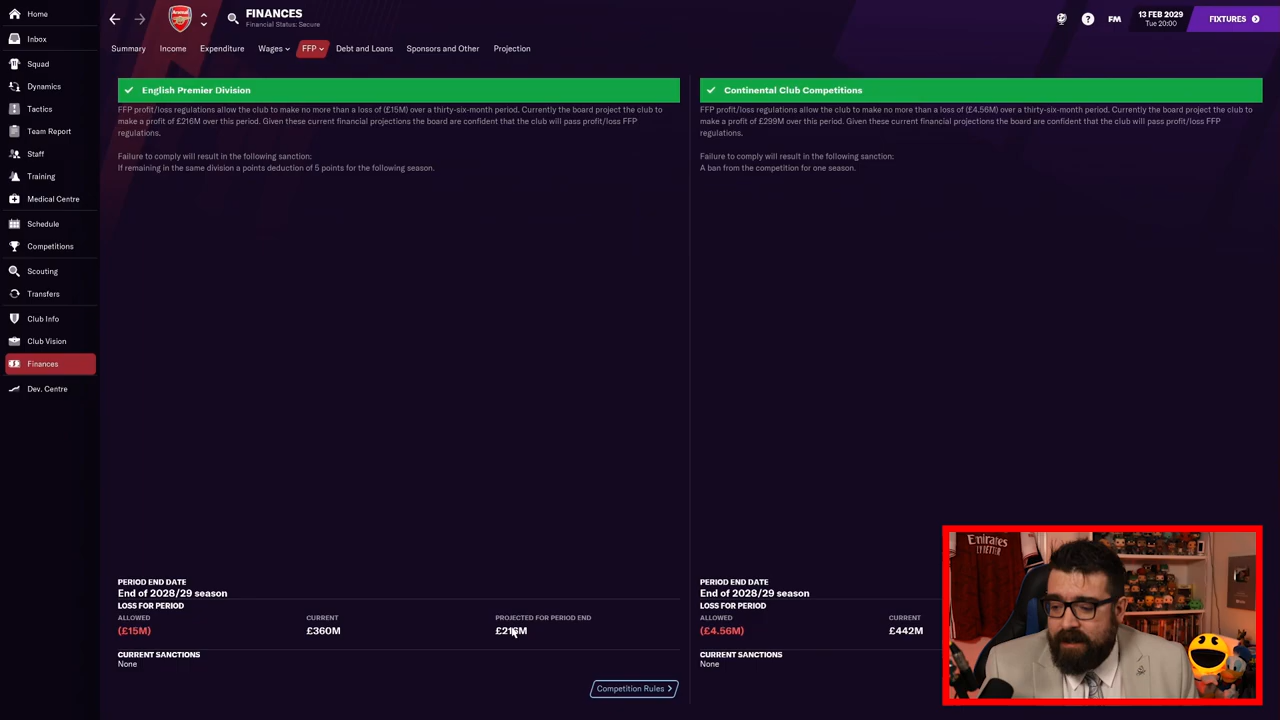 Home
Inbox
Squad
Dynamics
Tactics
Team Report
Staff
Training
Medical Centre
Schedule
Competitions
Scouting
Transfers
Club Info
Club Vision
Finances
Dev. Centre
FINANCES
Financial Status: Secure
FM
13 FEB 2029
Tue 20:00
FIXTURES
Summary Income Expenditure Wages FFP Debt and Loans Sponsors and Other Projection
English Premier Division
FFP profit/loss regulations allow the club to make no more than a loss of (£15M) over a thirty-six-month period. Currently the board project the club to
make a profit of £216M over this period. Given these current financial projections the board are confident that the club will pass profit/loss FFP
regulations.
Failure to comply will result in the following sanction:
If remaining in the same division a points deduction of 5 points for the following season.
PERIOD END DATE
End of 2028/29 season
LOSS FOR PERIOD
ALLOWED CURRENT PROJECTED FOR PERIOD END
(£15M) £360M £216M
CURRENT SANCTIONS
None
Competition Rules
Continental Club Competitions
FFP profit/loss regulations allow the club to make no more than a loss of (£4.56M) over a thirty-six-month period. Currently the board project the club to
make a profit of £299M over this period. Given these current financial projections the board are confident that the club will pass profit/loss FFP
regulations.
Failure to comply will result in the following sanction:
A ban from the competition for one season.
PERIOD END DATE
End of 2028/29 season
LOSS FOR PERIOD
ALLOWED CURRENT
(£4.56M) £442M
CURRENT SANCTIONS
None
Emirates
FLY BETTER